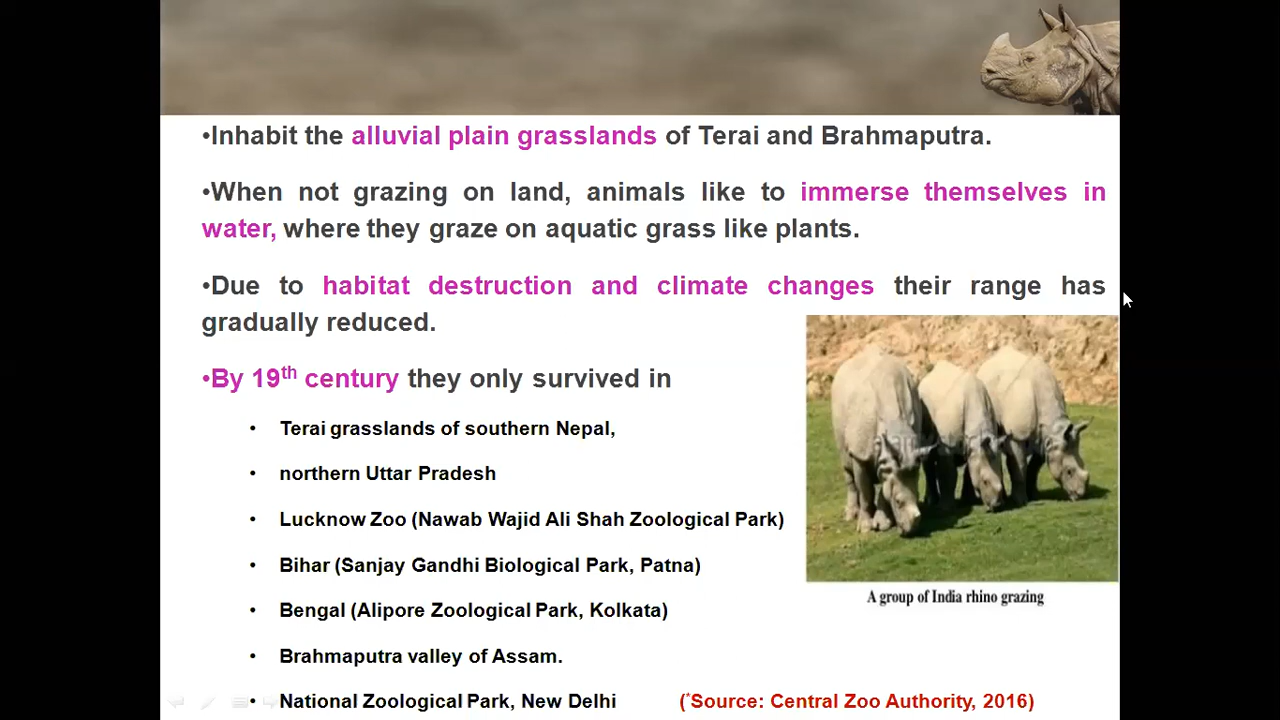 •Inhabit the alluvial plain grasslands of Terai and Brahmaputra.
•When not grazing on land, animals like to immerse themselves in
water, where they graze on aquatic grass like plants.
•Due to habitat destruction and climate changes their range has
gradually reduced.
•By 19th century they only survived in
• Terai grasslands of southern Nepal,
• northern Uttar Pradesh
• Lucknow Zoo (Nawab Wajid Ali Shah Zoological Park)
• Bihar (Sanjay Gandhi Biological Park, Patna)
• Bengal (Alipore Zoological Park, Kolkata)
• Brahmaputra valley of Assam.
• National Zoological Park, New Delhi (*Source: Central Zoo Authority, 2016)
A group of India rhino grazing